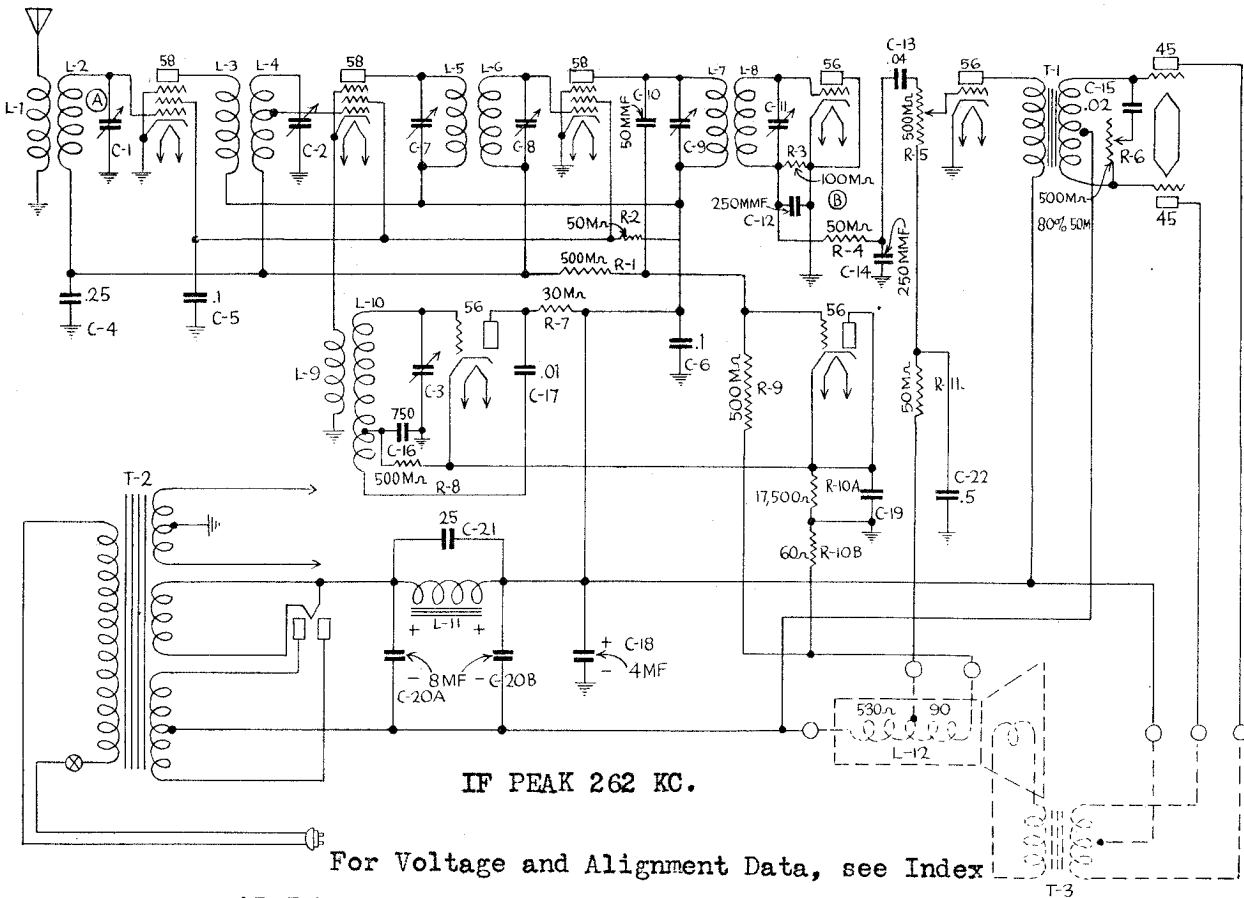 L-1
L-2
A
C-1
58
L-3
L-4
C-2
58
L-5
L-6
C-7
C-8
58
C-10
50MMF
C-9
L-7
L-8
C-11
56
R-3
100MΩ
B
250MMF
C-12
50MΩ
R-4
C-13
.04
500MΩ
R-5
C-14
250MMF
56
T-1
C-15
.02
R-6
500MΩ
80% 50M
45
45
50MΩ
R-2
500MΩ
R-1
.25
C-4
.1
C-5
L-9
L-10
C-3
56
30MΩ
R-7
.01
C-17
750
C-16
500MΩ
R-8
.1
C-6
500MΩ
R-9
56
50MΩ
R-11
C-22
.5
17,500Ω
R-10A
C-19
60Ω
R-10B
T-2
25
C-21
L-11
+ +
- 8MF -
C-20A
C-20B
+ C-18
- 4MF
530Ω 90
L-12
T-3
IF PEAK 262 KC.
For Voltage and Alignment Data, see Index